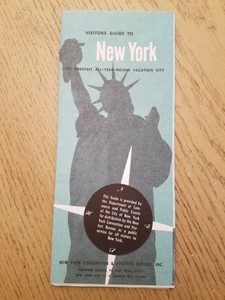 VISITORS GUIDE TO
New York
THE GREATEST ALL-YEAR-ROUND VACATION CITY
N
This Guide is provided by
the Department of Com-
merce and Public Events
of the City of New York
for distribution by the New
York Convention and Visi-
tors Bureau as a public
service for all visitors to
New York.
NEW YORK CONVENTION & VISITORS BUREAU, INC.